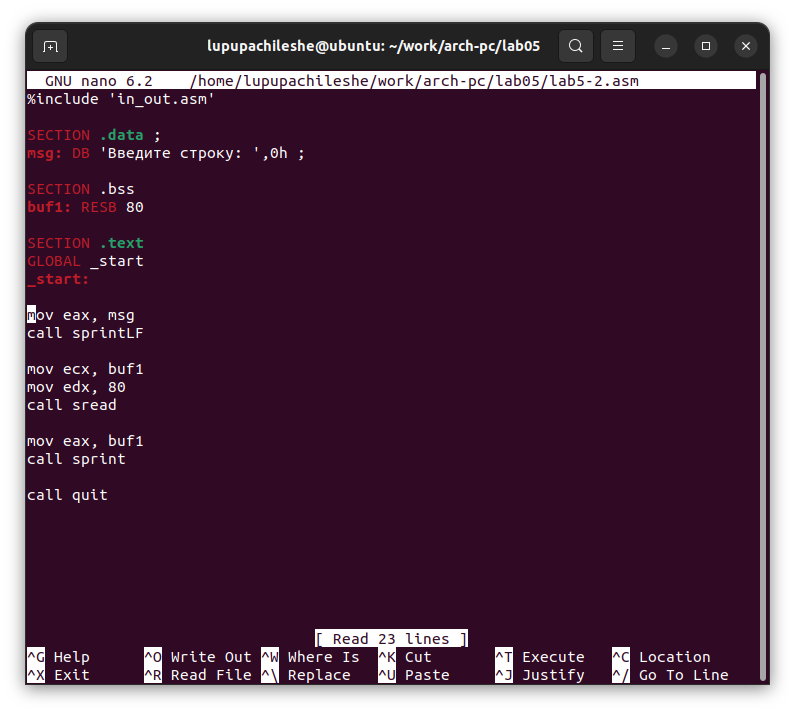 lupupachileshe@ubuntu: ~/work/arch-pc/lab05
GNU nano 6.2 /home/lupupachileshe/work/arch-pc/lab05/lab5-2.asm
%include 'in_out.asm'
SECTION .data ;
msg: DB 'Введите строку: ',0h ;
SECTION .bss
buf1: RESB 80
SECTION .text
GLOBAL _start
_start:
mov eax, msg
call sprintLF
mov ecx, buf1
mov edx, 80
call sread
mov eax, buf1
call sprint
call quit
[ Read 23 lines ]
^G Help ^O Write Out ^W Where Is ^K Cut ^T Execute ^C Location
^X Exit ^R Read File ^\ Replace ^U Paste ^J Justify ^/ Go To Line